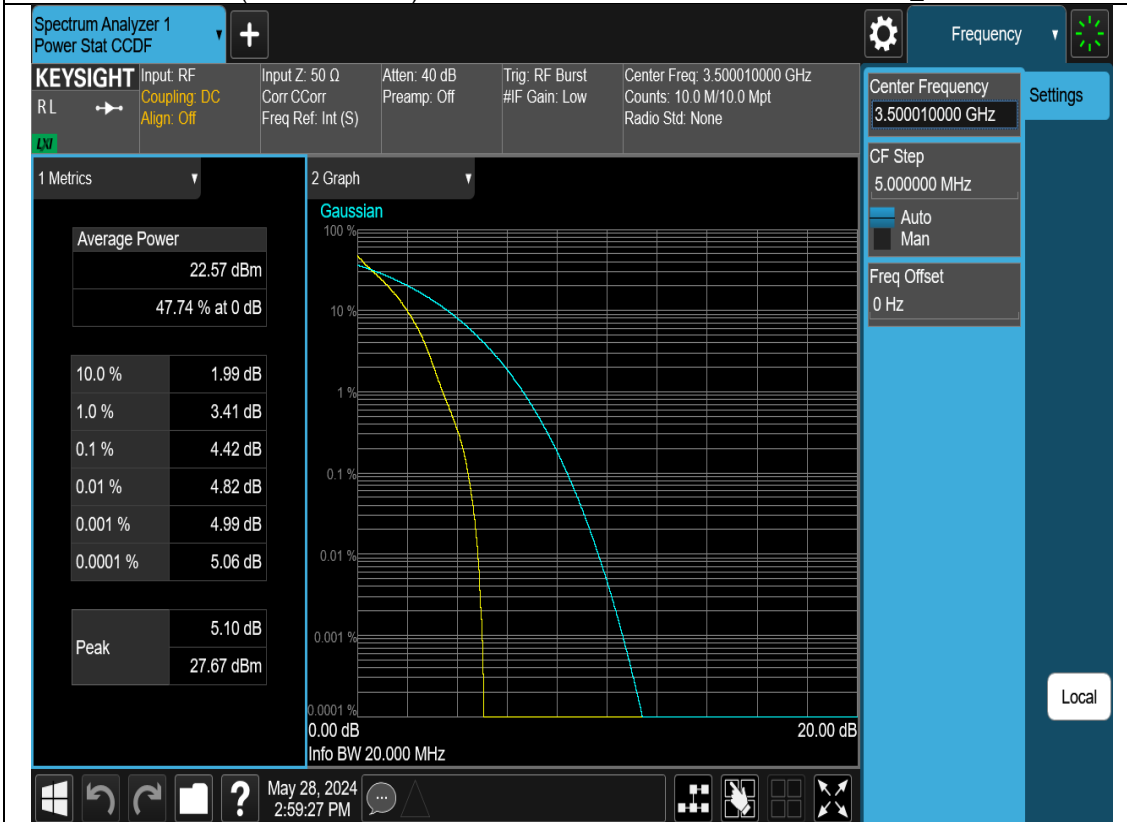 Spectrum Analyzer 1
Power Stat CCDF
+
Frequency
KEYSIGHT
RL
LXI
Input: RF
Coupling: DC
Align: Off
Input Z: 50 Ω
Corr CCorr
Freq Ref: Int (S)
Atten: 40 dB
Preamp: Off
Trig: RF Burst
#IF Gain: Low
Center Freq: 3.500010000 GHz
Counts: 10.0 M/10.0 Mpt
Radio Std: None
Center Frequency
3.500010000 GHz
Settings
CF Step
5.000000 MHz
Auto
Man
Freq Offset
0 Hz
1 Metrics
Average Power
22.57 dBm
47.74 % at 0 dB
10.0 % 1.99 dB
1.0 % 3.41 dB
0.1 % 4.42 dB
0.01 % 4.82 dB
0.001 % 4.99 dB
0.0001 % 5.06 dB
Peak
5.10 dB
27.67 dBm
2 Graph
Gaussian
100 %
10 %
1 %
0.1 %
0.01 %
0.001 %
0.0001 %
0.00 dB 20.00 dB
Info BW 20.000 MHz
Local
?
May 28, 2024
2:59:27 PM